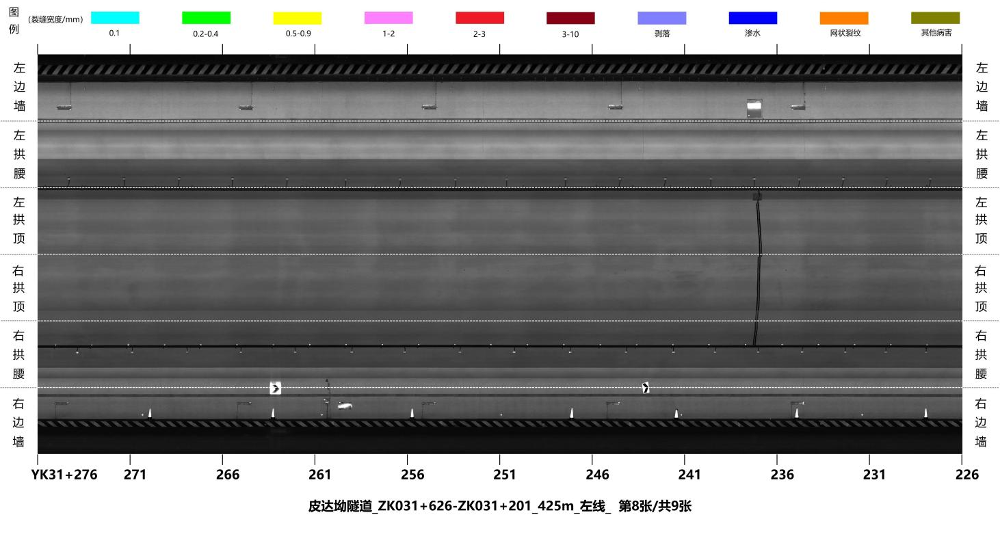 图例
(裂缝宽度/mm)
0.1
0.2-0.4
0.5-0.9
1-2
2-3
3-10
剥落
渗水
网状裂纹
其他病害
左边墙
左边墙
左拱腰
左拱腰
左拱顶
左拱顶
右拱顶
右拱顶
右拱腰
右拱腰
右边墙
右边墙
YK31+276 271 266 261 256 251 246 241 236 231 226
皮达坳隧道_ZK031+626-ZK031+201_425m_左线_ 第8张/共9张